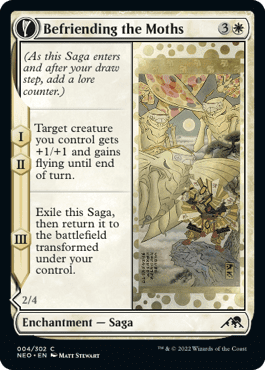 Befriending the Moths 3
(As this Saga enters
and after your draw
step, add a lore
counter.)
I
II
Target creature
you control gets
+1/+1 and gains
flying until end
of turn.
III
Exile this Saga,
then return it to
the battlefield
transformed
under your
control.
2/4
Enchantment — Saga
004/302 C
NEO • EN Matt Stewart
™ & © 2022 Wizards of the Coast